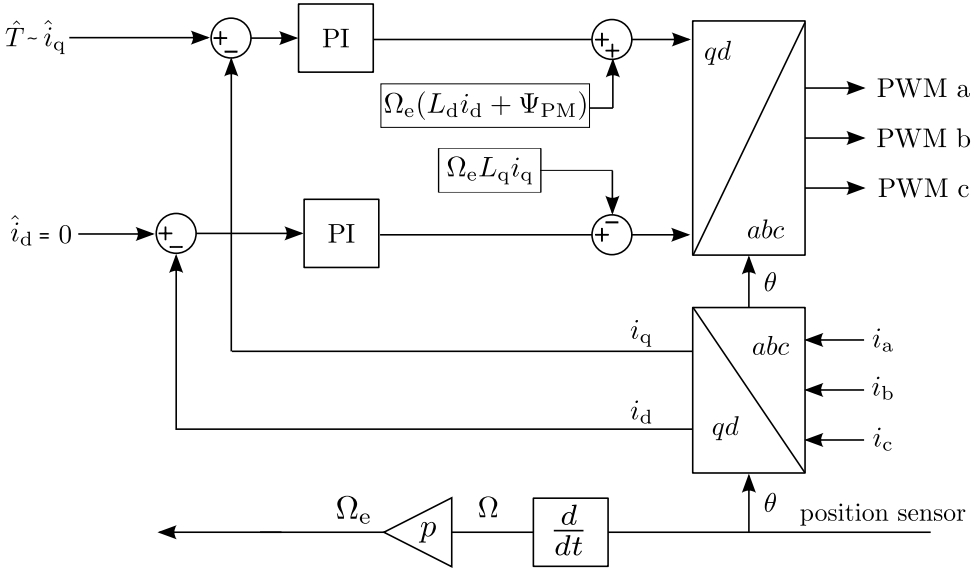 T̂ ~ î_q
+
−
PI
+
+
qd
Ω_e(L_d i_d + Ψ_PM)
PWM a
PWM b
Ω_e L_q i_q
PWM c
î_d = 0
+
−
PI
+
−
abc
θ
i_q
abc
i_a
i_b
i_d
qd
i_c
θ
position sensor
Ω_e
p
Ω
d
dt